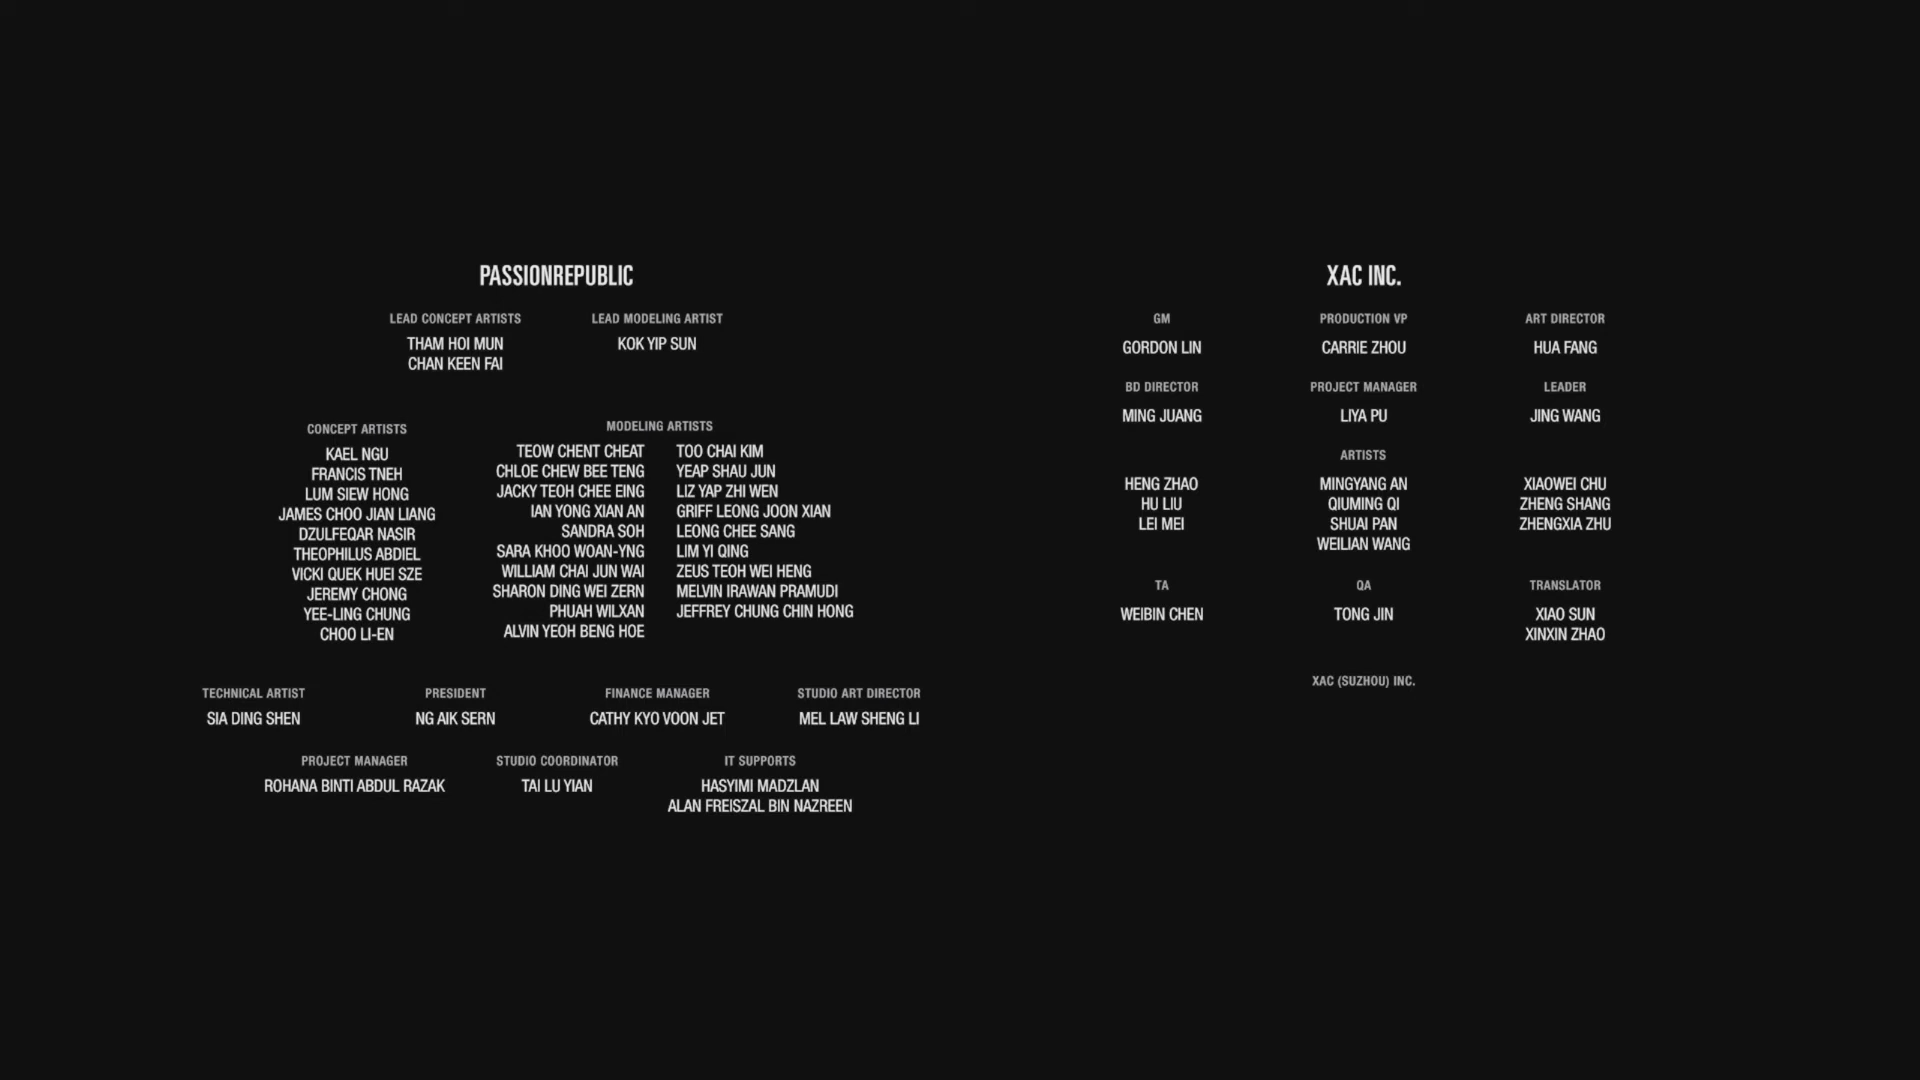 PASSIONREPUBLIC
LEAD CONCEPT ARTISTS
THAM HOI MUN
CHAN KEEN FAI
LEAD MODELING ARTIST
KOK YIP SUN
CONCEPT ARTISTS
KAEL NGU
FRANCIS TNEH
LUM SIEW HONG
JAMES CHOO JIAN LIANG
DZULFEQAR NASIR
THEOPHILUS ABDIEL
VICKI QUEK HUEI SZE
JEREMY CHONG
YEE-LING CHUNG
CHOO LI-EN
MODELING ARTISTS
TEOW CHENT CHEAT
CHLOE CHEW BEE TENG
JACKY TEOH CHEE EING
IAN YONG XIAN AN
SANDRA SOH
SARA KHOO WOAN-YNG
WILLIAM CHAI JUN WAI
SHARON DING WEI ZERN
PHUAH WILXAN
ALVIN YEOH BENG HOE
TOO CHAI KIM
YEAP SHAU JUN
LIZ YAP ZHI WEN
GRIFF LEONG JOON XIAN
LEONG CHEE SANG
LIM YI QING
ZEUS TEOH WEI HENG
MELVIN IRAWAN PRAMUDI
JEFFREY CHUNG CHIN HONG
TECHNICAL ARTIST
SIA DING SHEN
PRESIDENT
NG AIK SERN
FINANCE MANAGER
CATHY KYO VOON JET
STUDIO ART DIRECTOR
MEL LAW SHENG LI
PROJECT MANAGER
ROHANA BINTI ABDUL RAZAK
STUDIO COORDINATOR
TAI LU YIAN
IT SUPPORTS
HASYIMI MADZLAN
ALAN FREISZAL BIN NAZREEN
XAC INC.
GM
GORDON LIN
PRODUCTION VP
CARRIE ZHOU
ART DIRECTOR
HUA FANG
BD DIRECTOR
MING JUANG
PROJECT MANAGER
LIYA PU
LEADER
JING WANG
ARTISTS
HENG ZHAO
HU LIU
LEI MEI
MINGYANG AN
QIUMING QI
SHUAI PAN
WEILIAN WANG
XIAOWEI CHU
ZHENG SHANG
ZHENGXIA ZHU
TA
WEIBIN CHEN
QA
TONG JIN
TRANSLATOR
XIAO SUN
XINXIN ZHAO
XAC (SUZHOU) INC.